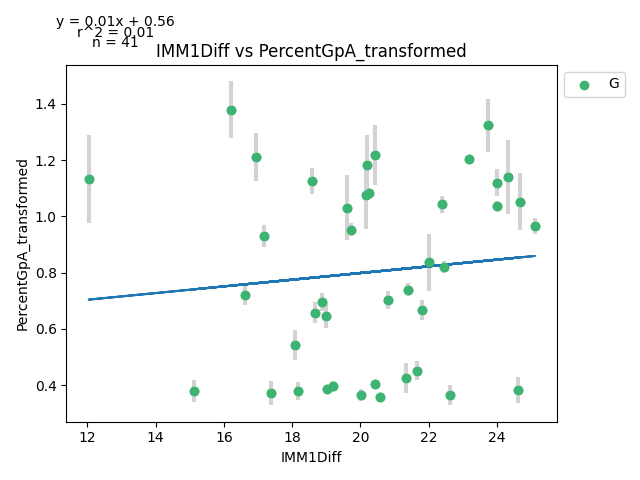 y = 0.01x + 0.56
r^2 = 0.01
n = 41
IMM1Diff vs PercentGpA_transformed
G
PercentGpA_transformed
1.4
1.2
1.0
0.8
0.6
0.4
12 14 16 18 20 22 24
IMM1Diff